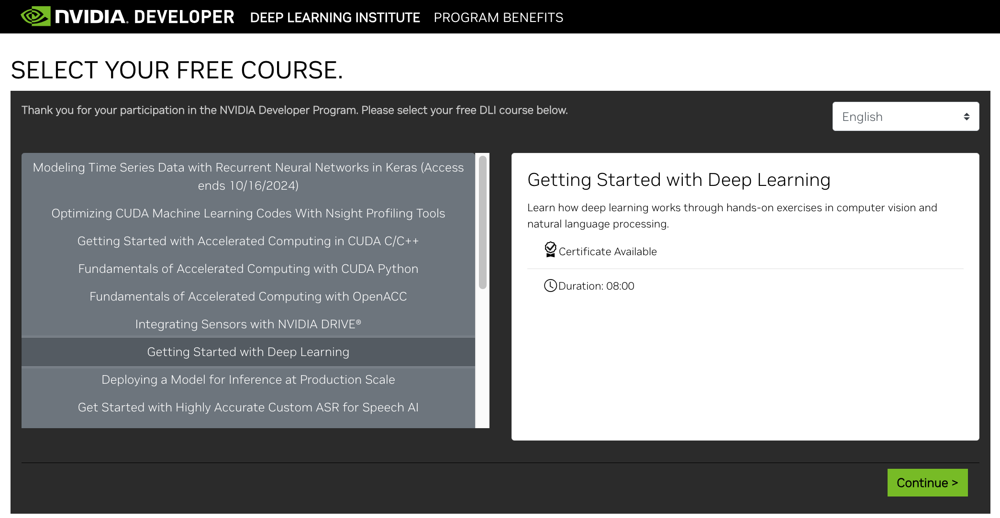 NVIDIA. DEVELOPER DEEP LEARNING INSTITUTE PROGRAM BENEFITS
SELECT YOUR FREE COURSE.
Thank you for your participation in the NVIDIA Developer Program. Please select your free DLI course below.
English
Modeling Time Series Data with Recurrent Neural Networks in Keras (Access
ends 10/16/2024)
Optimizing CUDA Machine Learning Codes With Nsight Profiling Tools
Getting Started with Accelerated Computing in CUDA C/C++
Fundamentals of Accelerated Computing with CUDA Python
Fundamentals of Accelerated Computing with OpenACC
Integrating Sensors with NVIDIA DRIVE®
Getting Started with Deep Learning
Deploying a Model for Inference at Production Scale
Get Started with Highly Accurate Custom ASR for Speech AI
Getting Started with Deep Learning
Learn how deep learning works through hands-on exercises in computer vision and
natural language processing.
Certificate Available
Duration: 08:00
Continue >